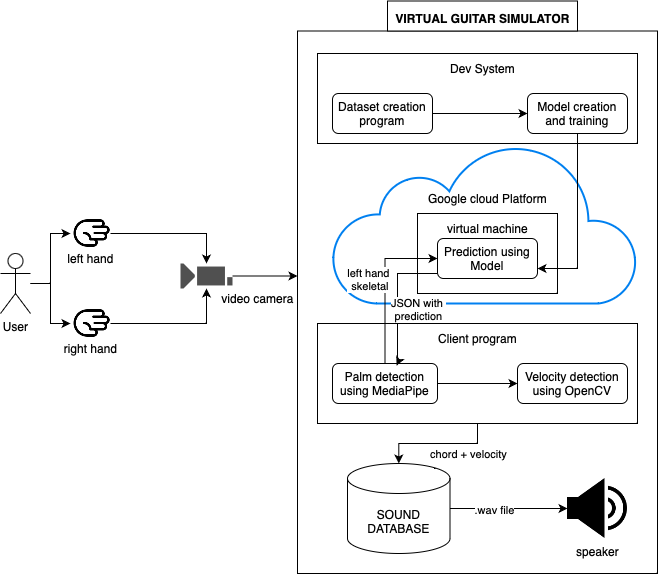 VIRTUAL GUITAR SIMULATOR
Dev System
Dataset creation
program
Model creation
and training
Google cloud Platform
virtual machine
Prediction using
Model
left hand
skeletal
JSON with
prediction
left hand
video camera
User
right hand
Client program
Palm detection
using MediaPipe
Velocity detection
using OpenCV
chord + velocity
SOUND
DATABASE
.wav file
speaker